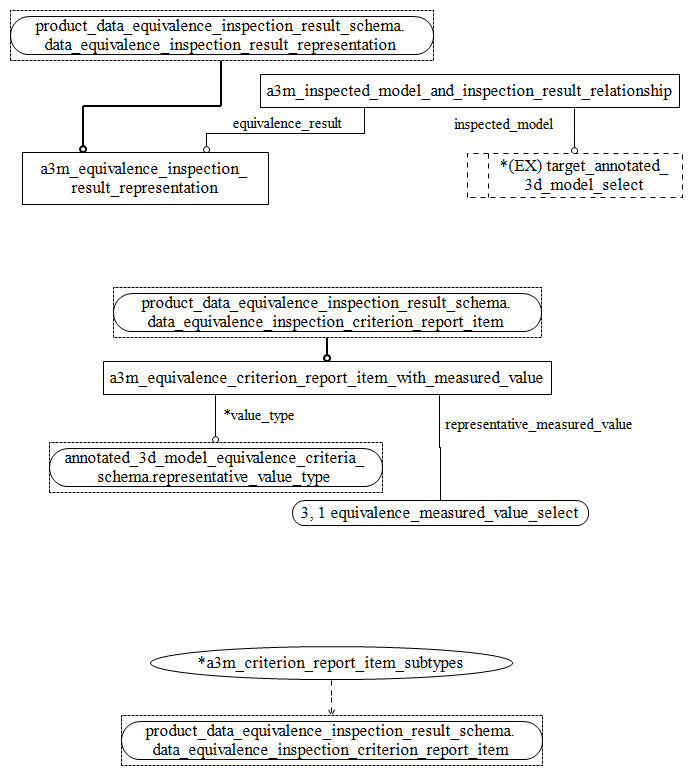 product_data_equivalence_inspection_result_schema.
data_equivalence_inspection_result_representation
a3m_inspected_model_and_inspection_result_relationship
equivalence_result
inspected_model
a3m_equivalence_inspection_
result_representation
*(EX) target_annotated_
3d_model_select
product_data_equivalence_inspection_result_schema.
data_equivalence_inspection_criterion_report_item
a3m_equivalence_criterion_report_item_with_measured_value
*value_type
representative_measured_value
annotated_3d_model_equivalence_criteria_
schema.representative_value_type
3, 1 equivalence_measured_value_select
*a3m_criterion_report_item_subtypes
product_data_equivalence_inspection_result_schema.
data_equivalence_inspection_criterion_report_item